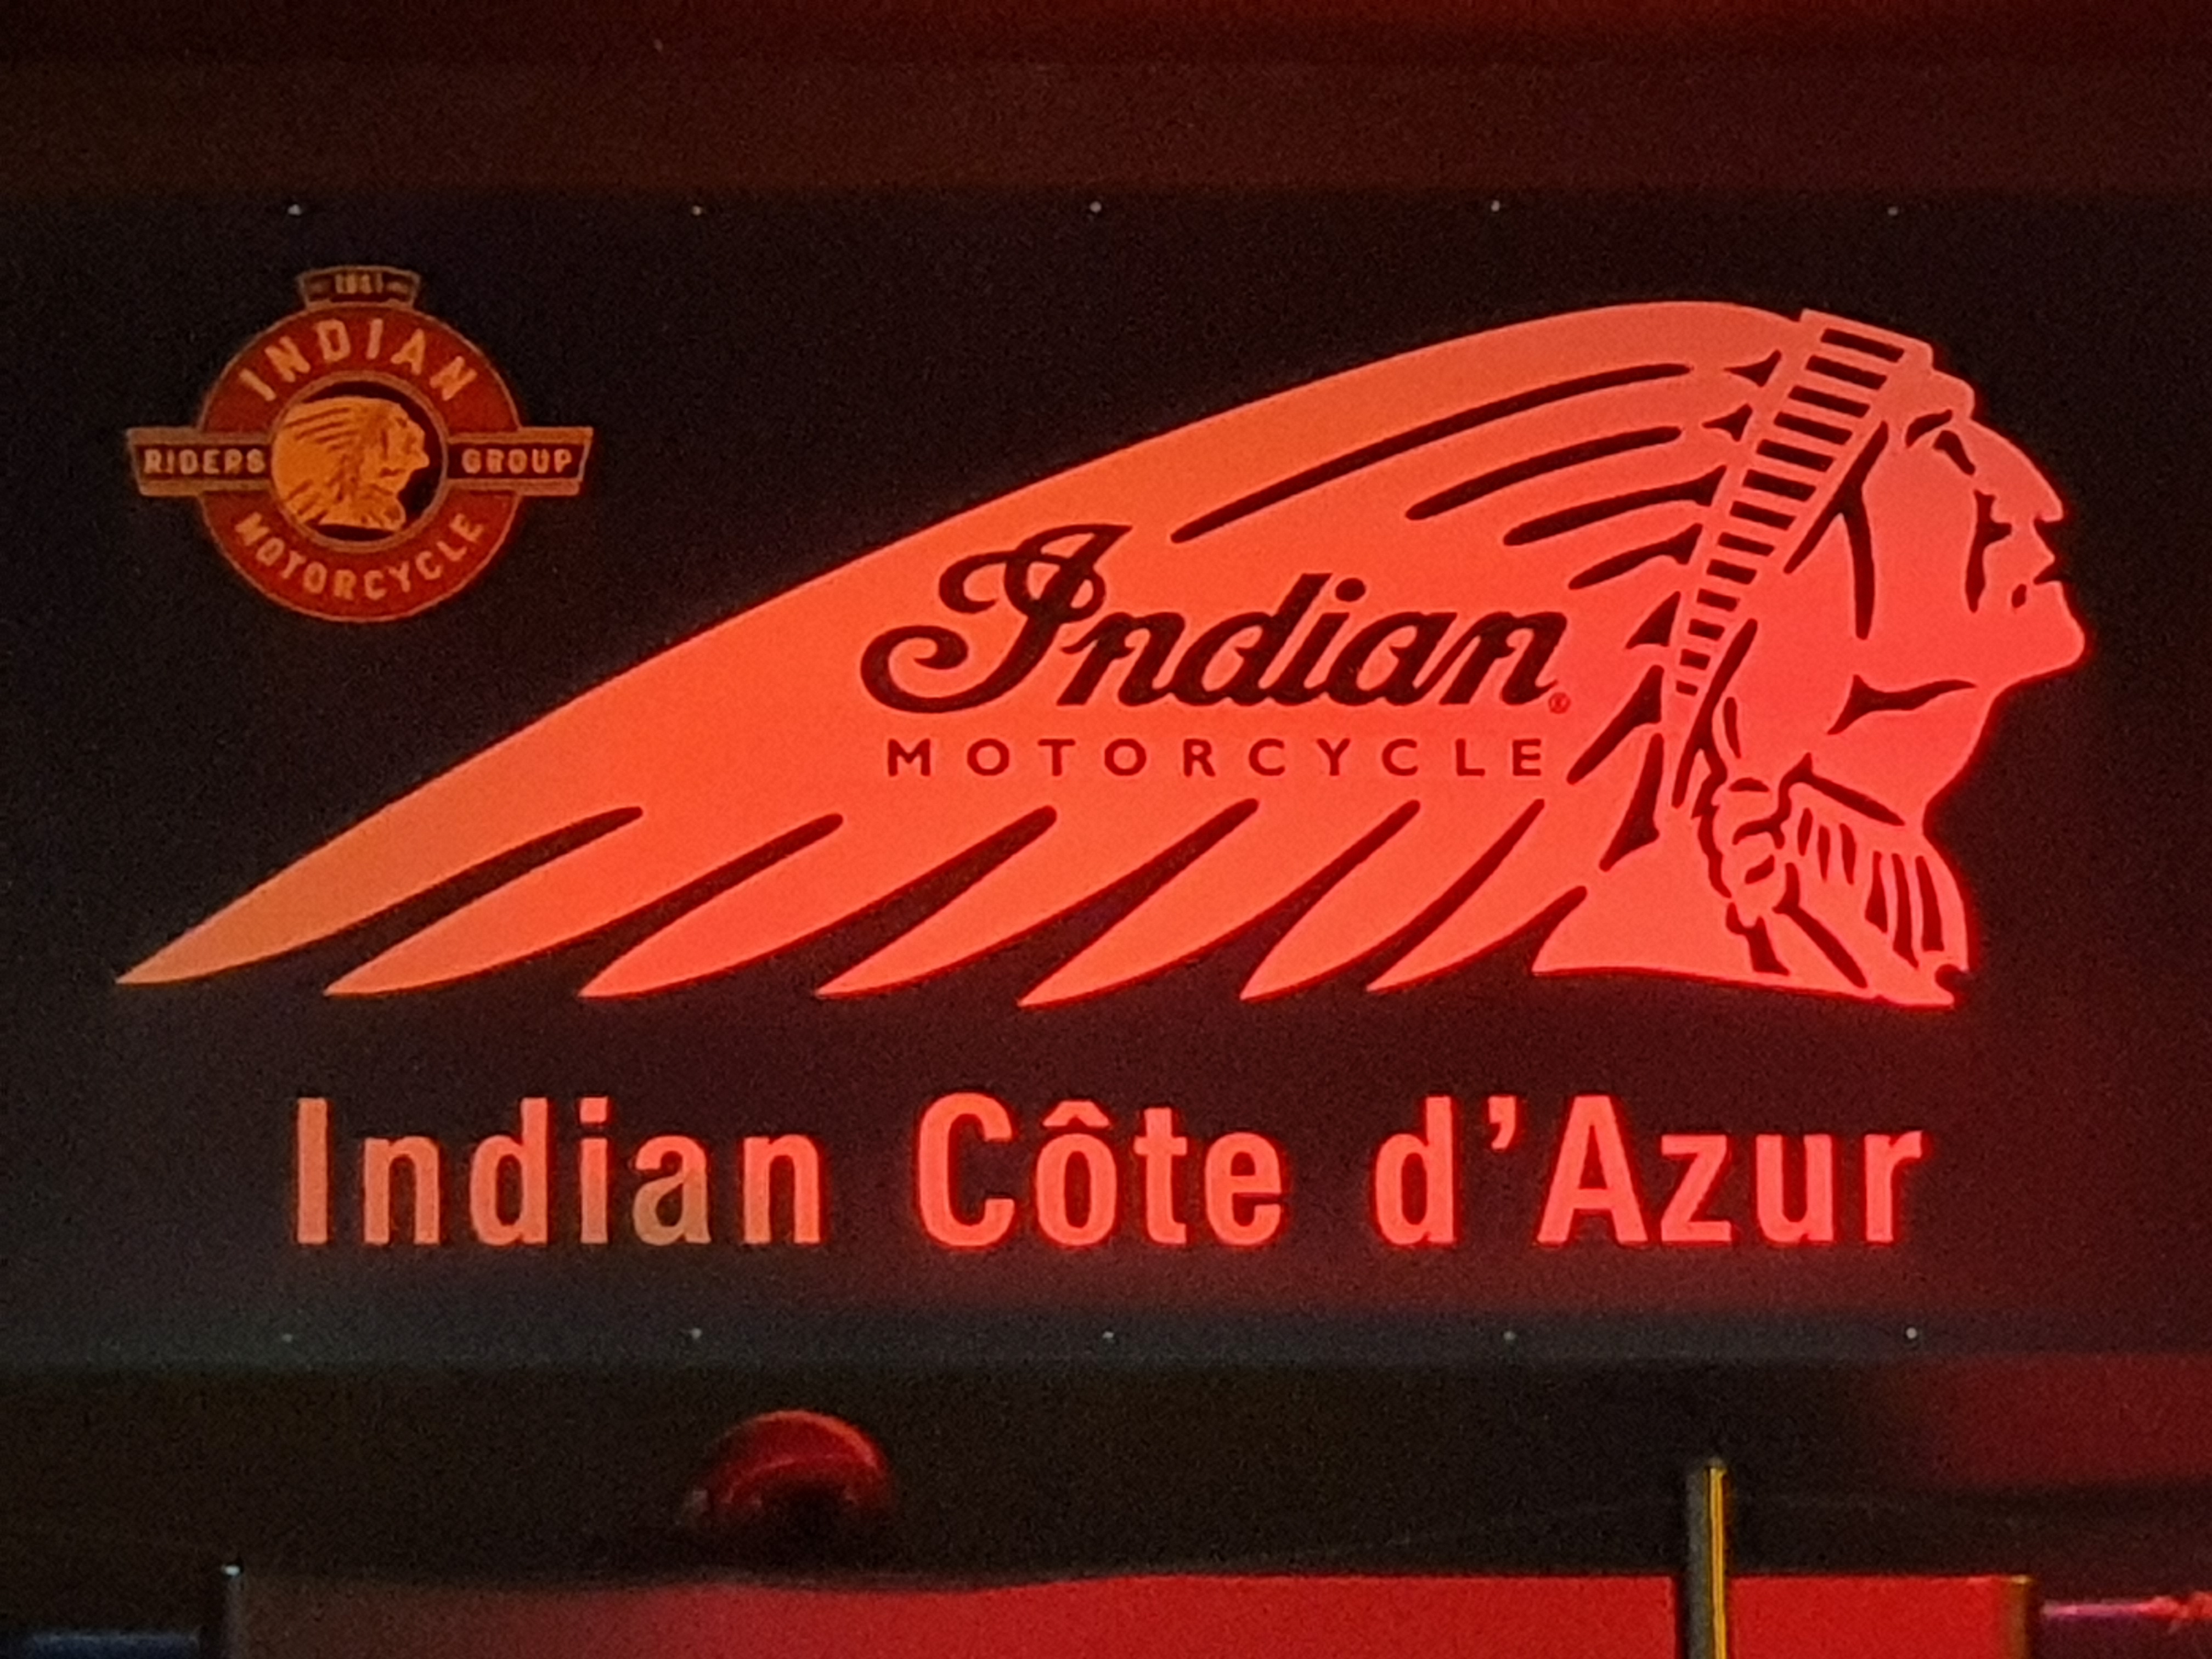 1901
INDIAN
RIDERS GROUP
MOTORCYCLE
Indian®
MOTORCYCLE
Indian Côte d’Azur